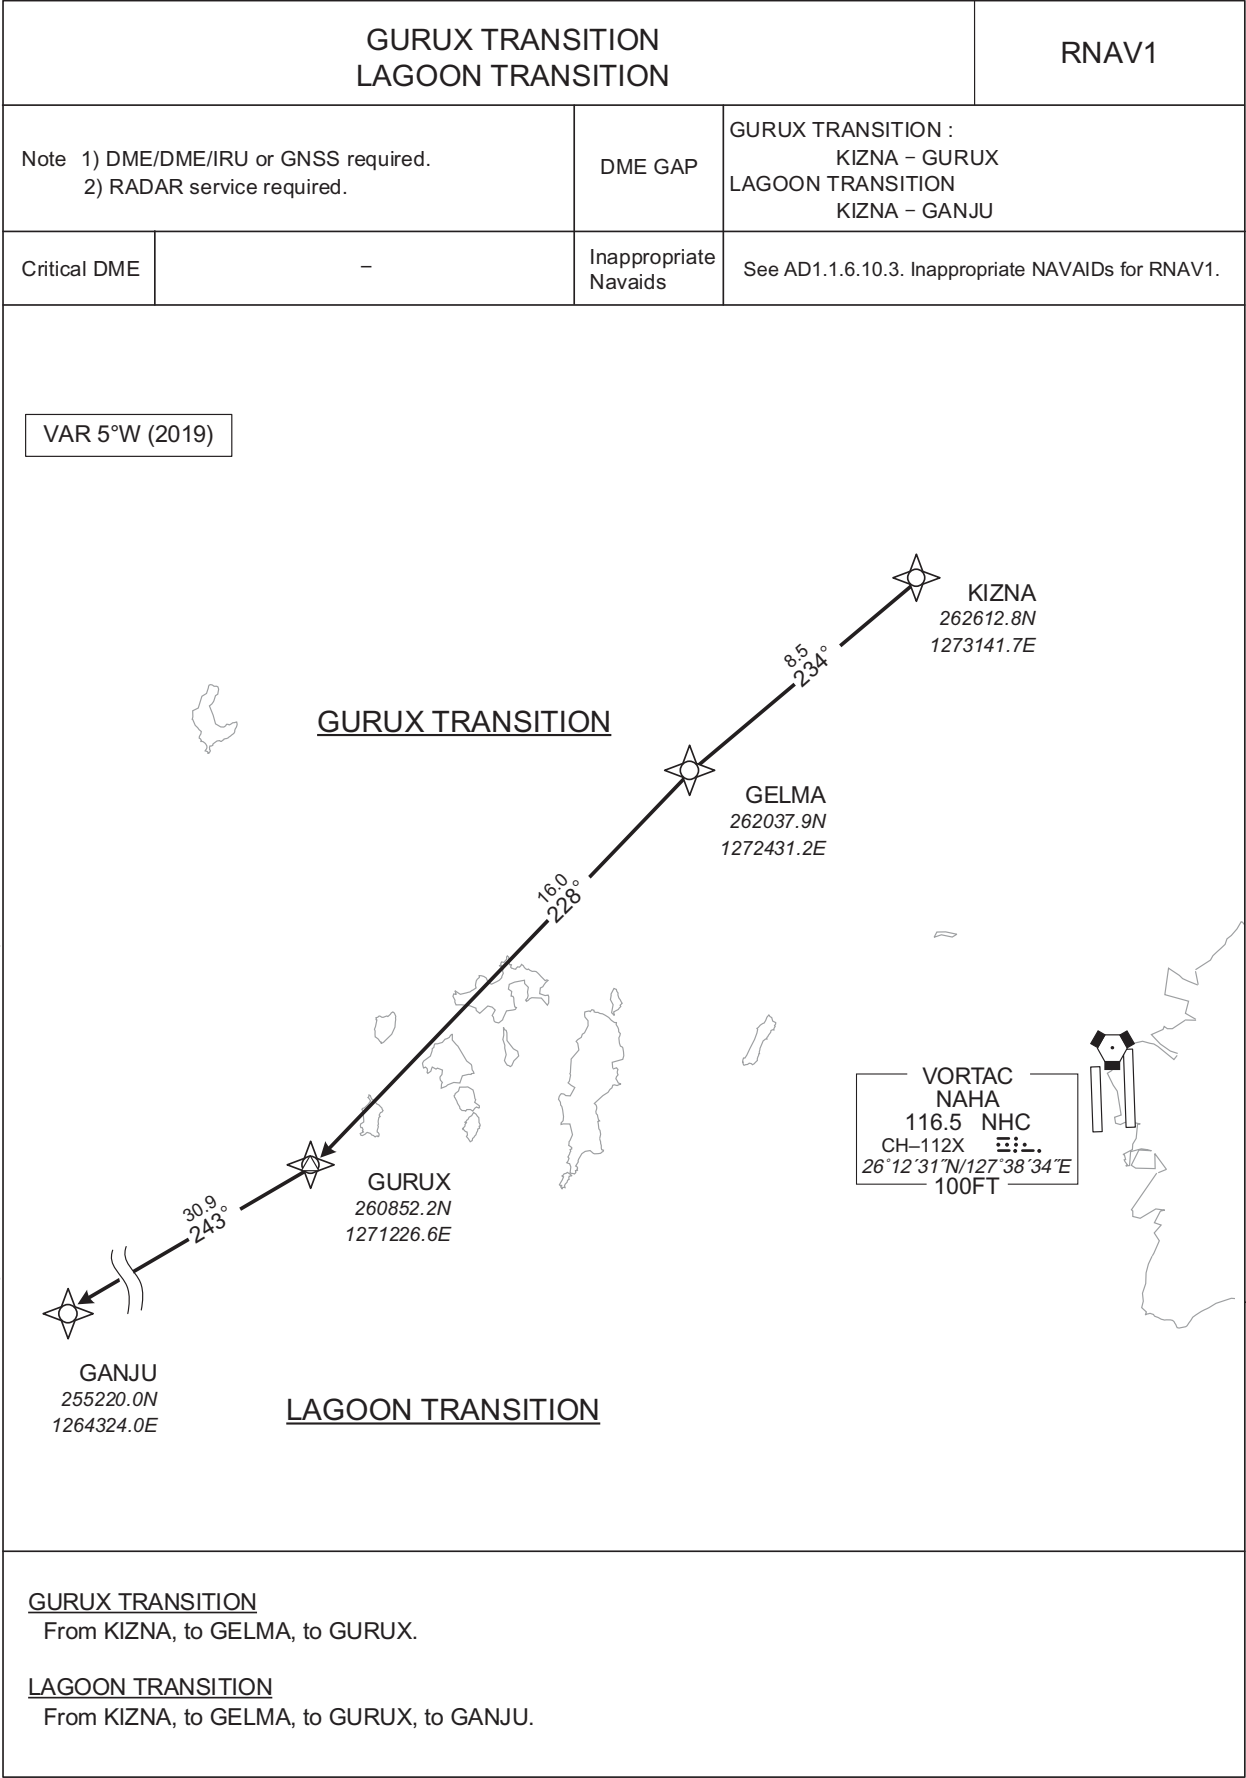 GURUX TRANSITION
LAGOON TRANSITION
RNAV1
Note 1) DME/DME/IRU or GNSS required.
2) RADAR service required.
DME GAP
GURUX TRANSITION :
KIZNA – GURUX
LAGOON TRANSITION
KIZNA – GANJU
Critical DME
–
Inappropriate
Navaids
See AD1.1.6.10.3. Inappropriate NAVAIDs for RNAV1.
VAR 5°W (2019)
KIZNA
262612.8N
1273141.7E
8.5
234°
GURUX TRANSITION
GELMA
262037.9N
1272431.2E
16.0
228°
VORTAC
NAHA
116.5 NHC
CH–112X
26°12´31˝N/127°38´34˝E
100FT
GURUX
260852.2N
1271226.6E
30.9
243°
GANJU
255220.0N
1264324.0E
LAGOON TRANSITION
GURUX TRANSITION
From KIZNA, to GELMA, to GURUX.
LAGOON TRANSITION
From KIZNA, to GELMA, to GURUX, to GANJU.